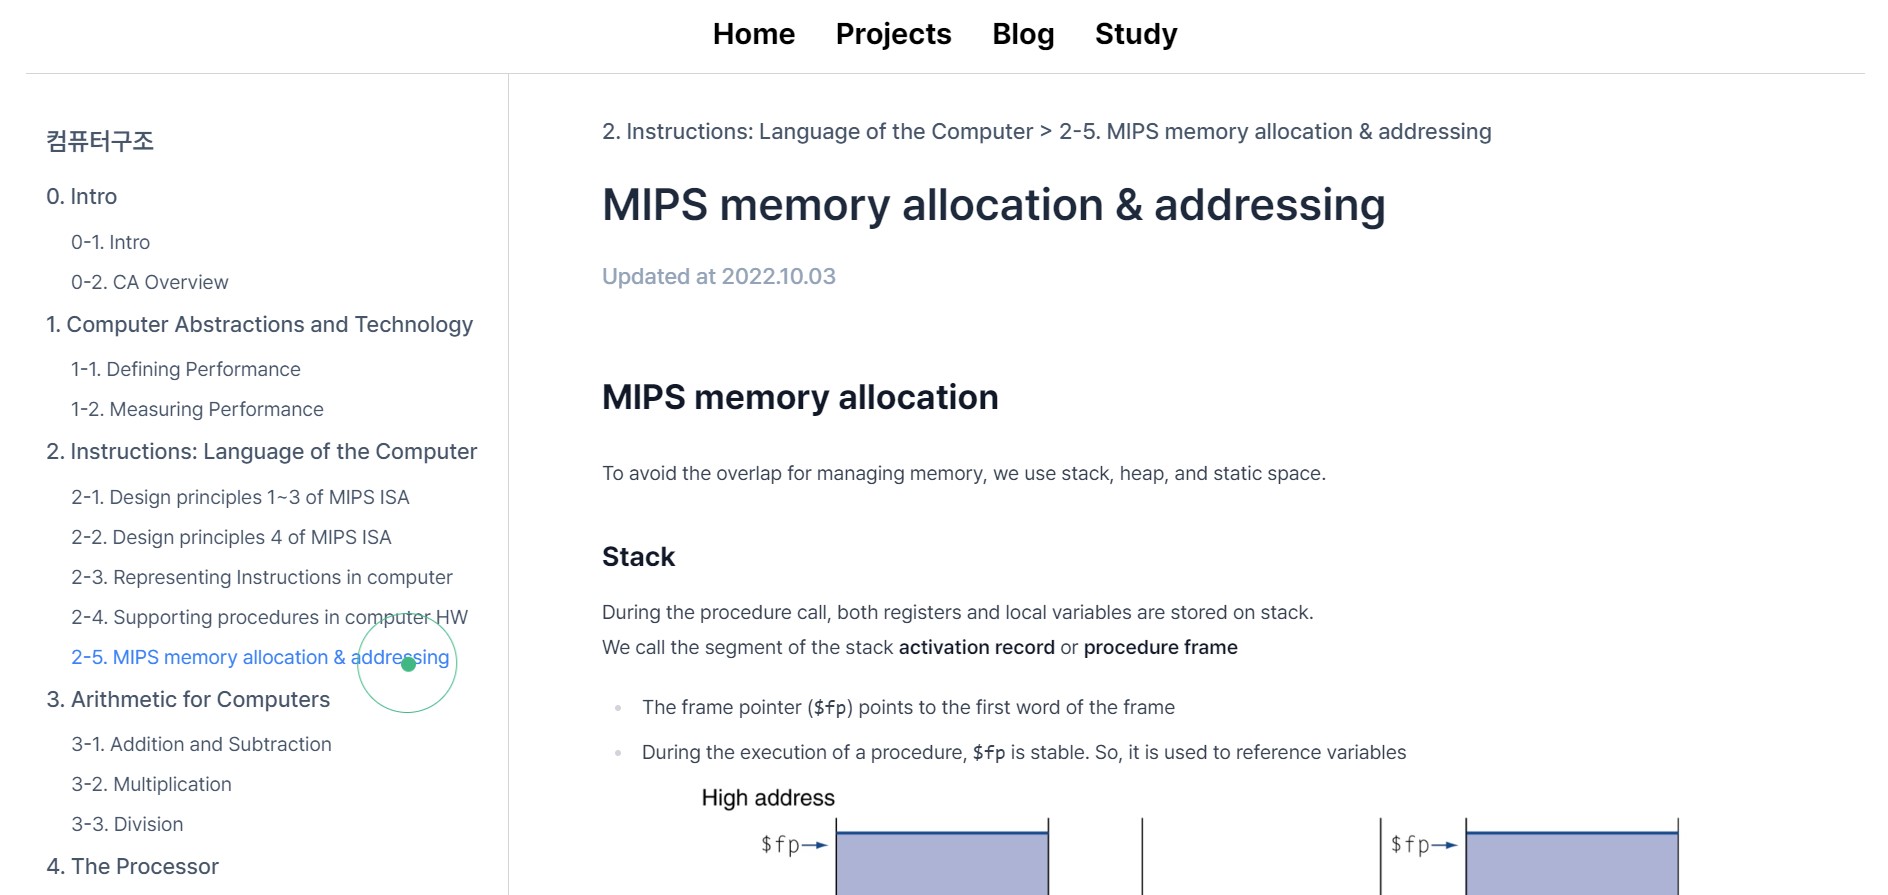 Home Projects Blog Study
컴퓨터구조
0. Intro
0-1. Intro
0-2. CA Overview
1. Computer Abstractions and Technology
1-1. Defining Performance
1-2. Measuring Performance
2. Instructions: Language of the Computer
2-1. Design principles 1~3 of MIPS ISA
2-2. Design principles 4 of MIPS ISA
2-3. Representing Instructions in computer
2-4. Supporting procedures in computer HW
2-5. MIPS memory allocation & addressing
3. Arithmetic for Computers
3-1. Addition and Subtraction
3-2. Multiplication
3-3. Division
4. The Processor
2. Instructions: Language of the Computer > 2-5. MIPS memory allocation & addressing
MIPS memory allocation & addressing
Updated at 2022.10.03
MIPS memory allocation
To avoid the overlap for managing memory, we use stack, heap, and static space.
Stack
During the procedure call, both registers and local variables are stored on stack.
We call the segment of the stack activation record or procedure frame
The frame pointer ($fp) points to the first word of the frame
During the execution of a procedure, $fp is stable. So, it is used to reference variables
High address
$fp $fp